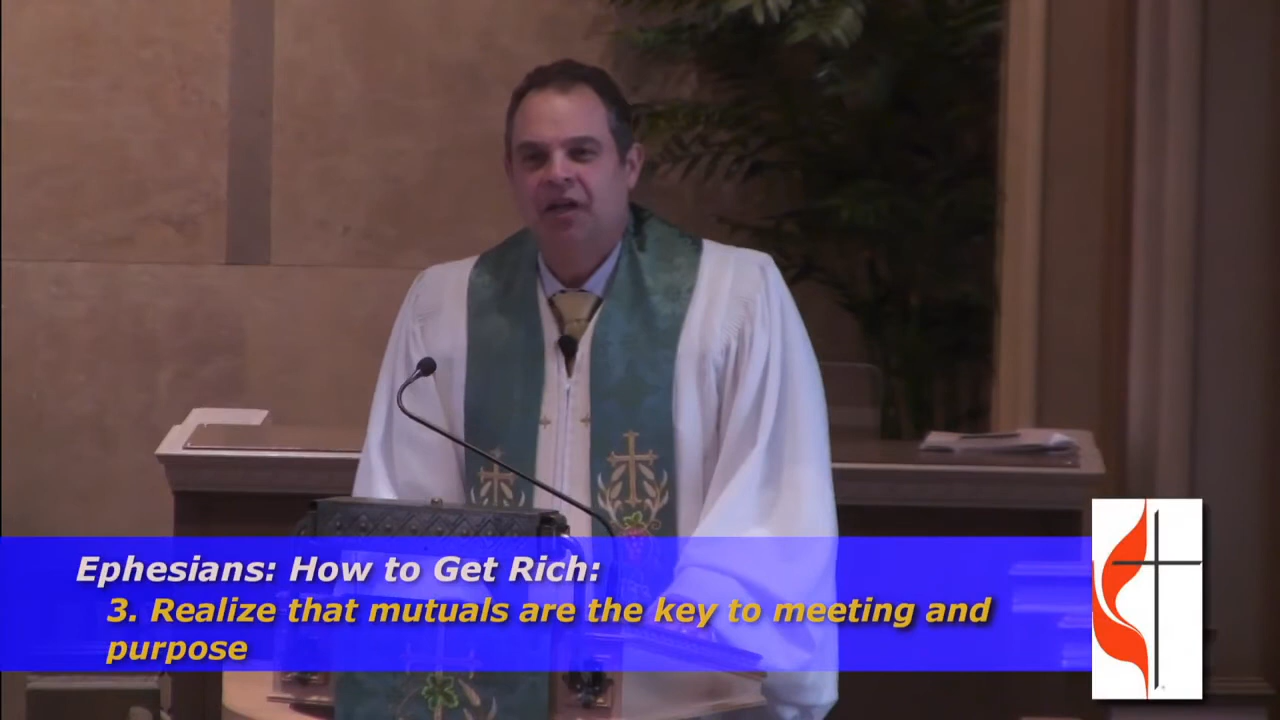 Ephesians: How to Get Rich:
3. Realize that mutuals are the key to meeting and
purpose